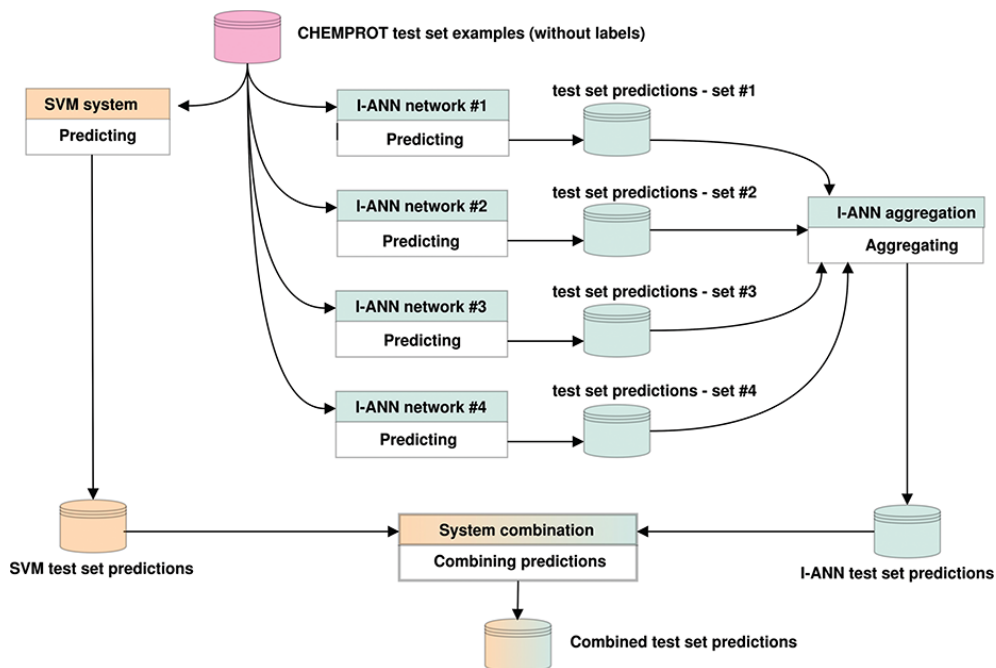 CHEMPROT test set examples (without labels)
SVM system
Predicting
I-ANN network #1
Predicting
test set predictions - set #1
I-ANN network #2
Predicting
test set predictions - set #2
I-ANN aggregation
Aggregating
I-ANN network #3
Predicting
test set predictions - set #3
I-ANN network #4
Predicting
test set predictions - set #4
SVM test set predictions
System combination
Combining predictions
I-ANN test set predictions
Combined test set predictions